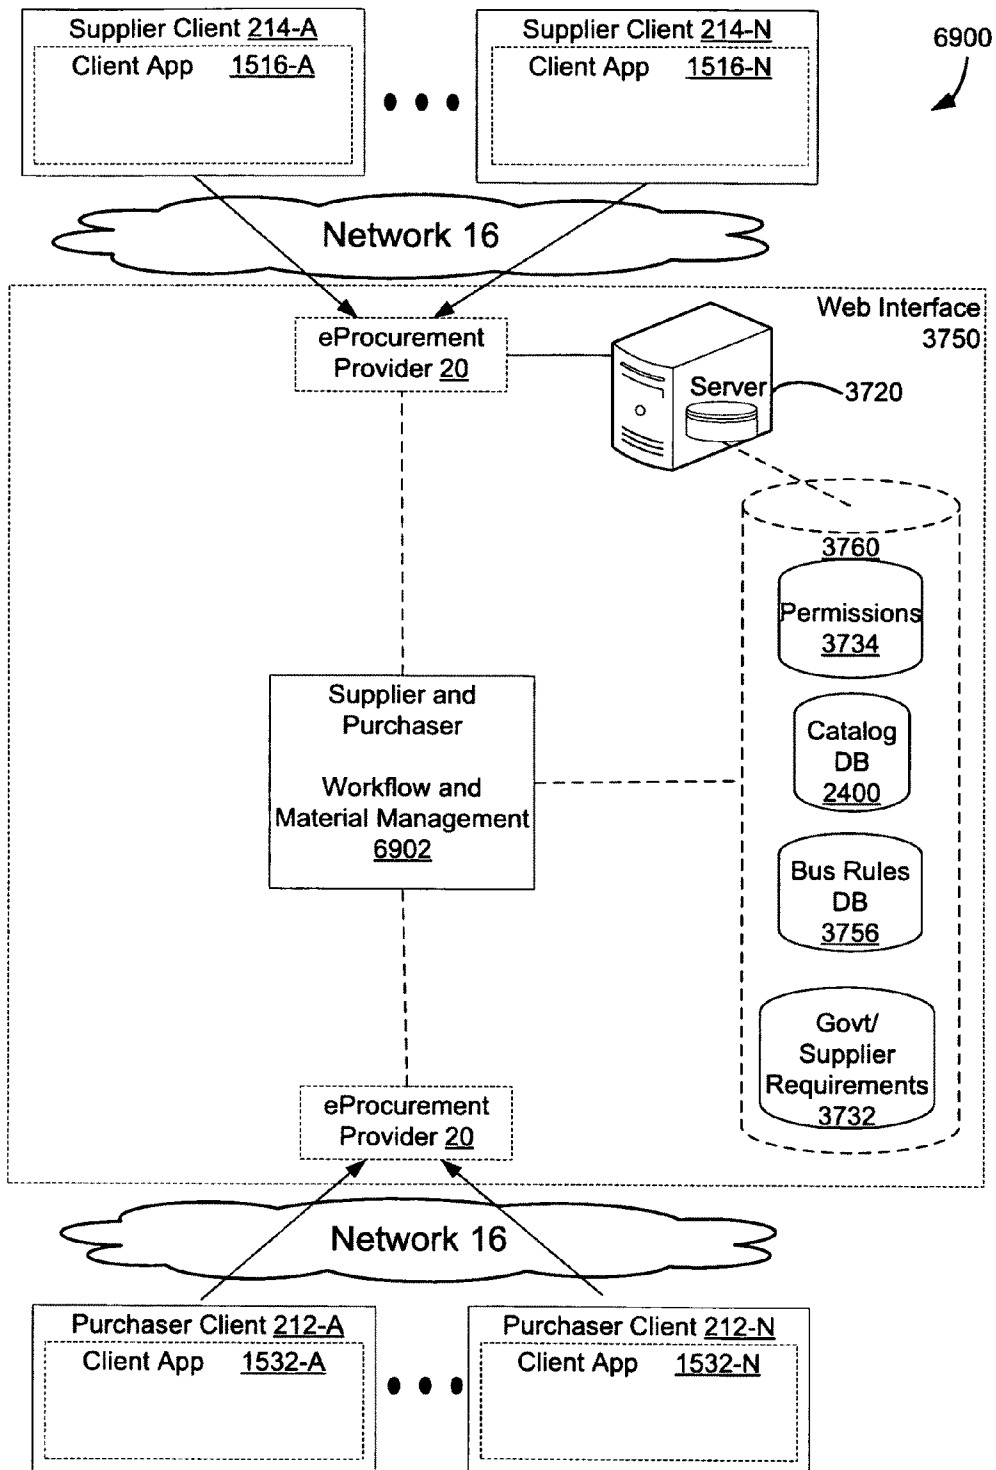 Supplier Client 214-A
Client App 1516-A
Supplier Client 214-N
Client App 1516-N
6900
Network 16
Web Interface
3750
eProcurement
Provider 20
Server
3720
3760
Permissions
3734
Supplier and
Purchaser
Workflow and
Material Management
6902
Catalog
DB
2400
Bus Rules
DB
3756
Govt/
Supplier
Requirements
3732
eProcurement
Provider 20
Network 16
Purchaser Client 212-A
Client App 1532-A
Purchaser Client 212-N
Client App 1532-N